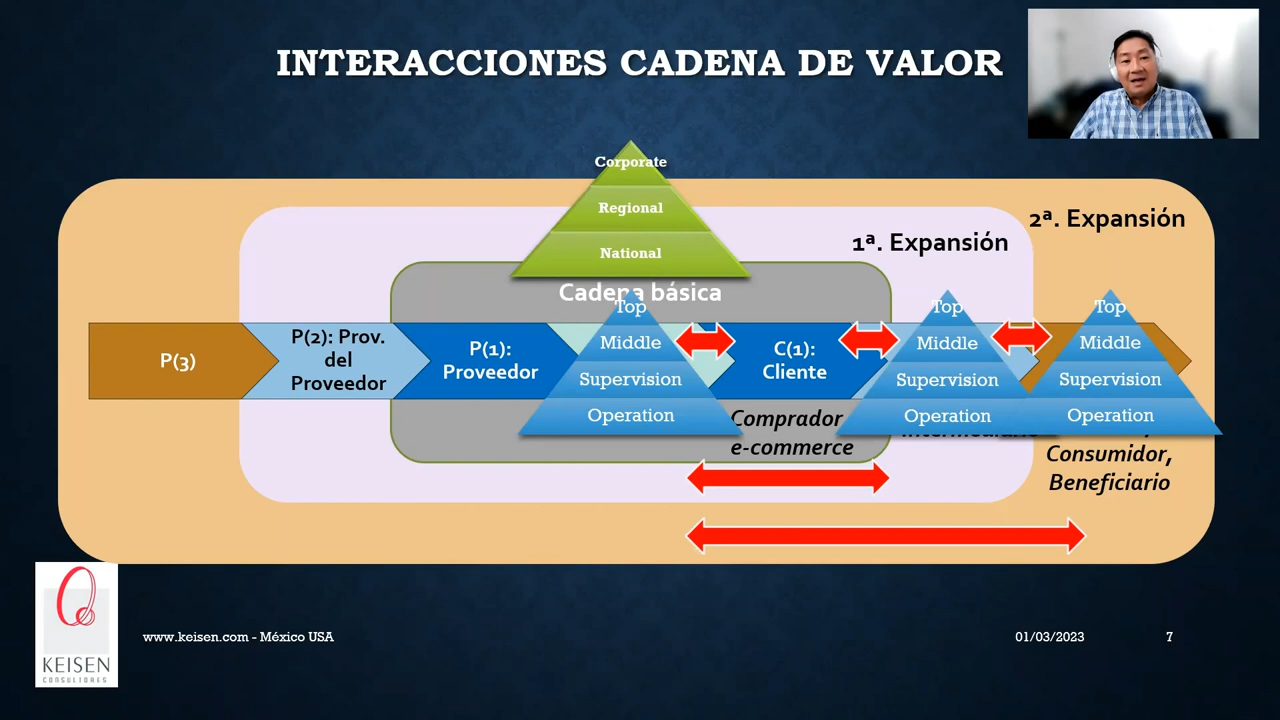 INTERACCIONES CADENA DE VALOR
Corporate
Regional
National
2ª. Expansión
1ª. Expansión
Cadena básica
P(3)
P(2): Prov.
del
Proveedor
P(1):
Proveedor
Top
Middle
Supervision
Operation
C(1):
Cliente
Comprador
e-commerce
Top
Middle
Supervision
Operation
Top
Middle
Supervision
Operation
Consumidor,
Beneficiario
KEISEN
CONSULTORES
www.keisen.com - México USA
01/03/2023
7